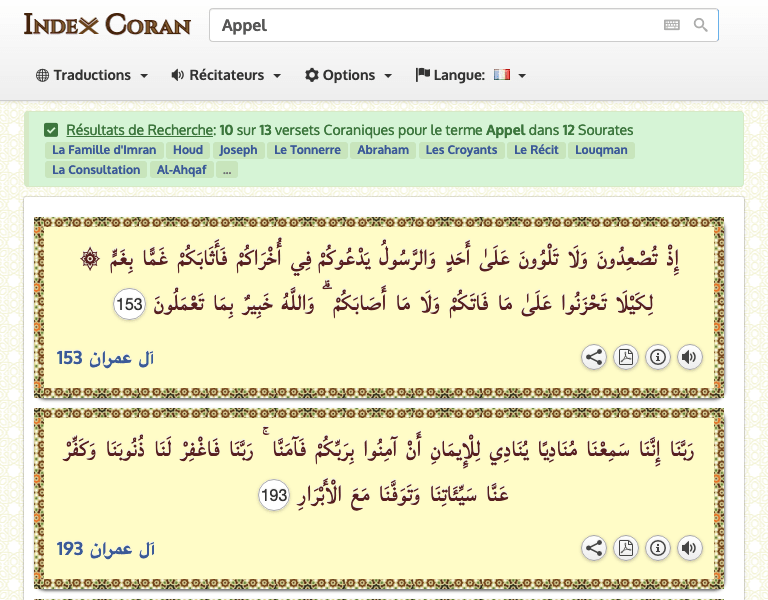 INDEX CORAN
Appel
Traductions
Récitateurs
Options
Langue:
Résultats de Recherche: 10 sur 13 versets Coraniques pour le terme Appel dans 12 Sourates
La Famille d'Imran Houd Joseph Le Tonnerre Abraham Les Croyants Le Récit Louqman
La Consultation Al-Ahqaf ...
۞ إِذْ تُصْعِدُونَ وَلَا تَلْوُونَ عَلَىٰ أَحَدٍ وَالرَّسُولُ يَدْعُوكُمْ فِي أُخْرَاكُمْ فَأَثَابَكُمْ غَمًّا بِغَمٍّ
لِكَيْلَا تَحْزَنُوا عَلَىٰ مَا فَاتَكُمْ وَلَا مَا أَصَابَكُمْ ۗ وَاللَّهُ خَبِيرٌ بِمَا تَعْمَلُونَ 153
آل عمران 153
رَبَّنَا إِنَّنَا سَمِعْنَا مُنَادِيًا يُنَادِي لِلْإِيمَانِ أَنْ آمِنُوا بِرَبِّكُمْ فَآمَنَّا ۚ رَبَّنَا فَاغْفِرْ لَنَا ذُنُوبَنَا وَكَفِّرْ
عَنَّا سَيِّئَاتِنَا وَتَوَفَّنَا مَعَ الْأَبْرَارِ 193
آل عمران 193